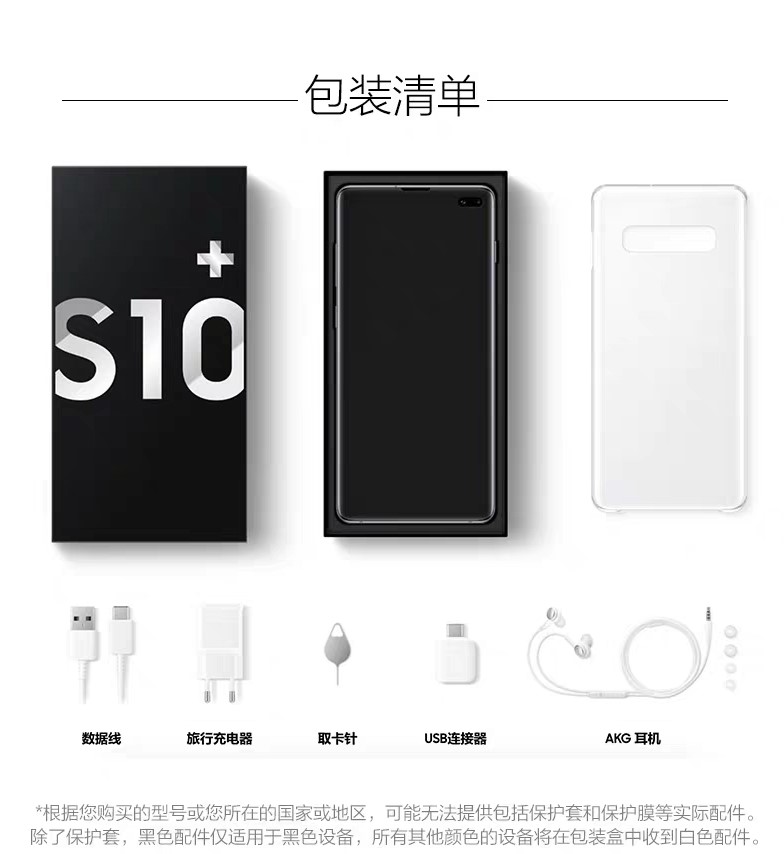 包装清单
+
S10
数据线
旅行充电器
取卡针
USB连接器
AKG 耳机
*根据您购买的型号或您所在的国家或地区，可能无法提供包括保护套和保护膜等实际配件。
除了保护套，黑色配件仅适用于黑色设备，所有其他颜色的设备将在包装盒中收到白色配件。